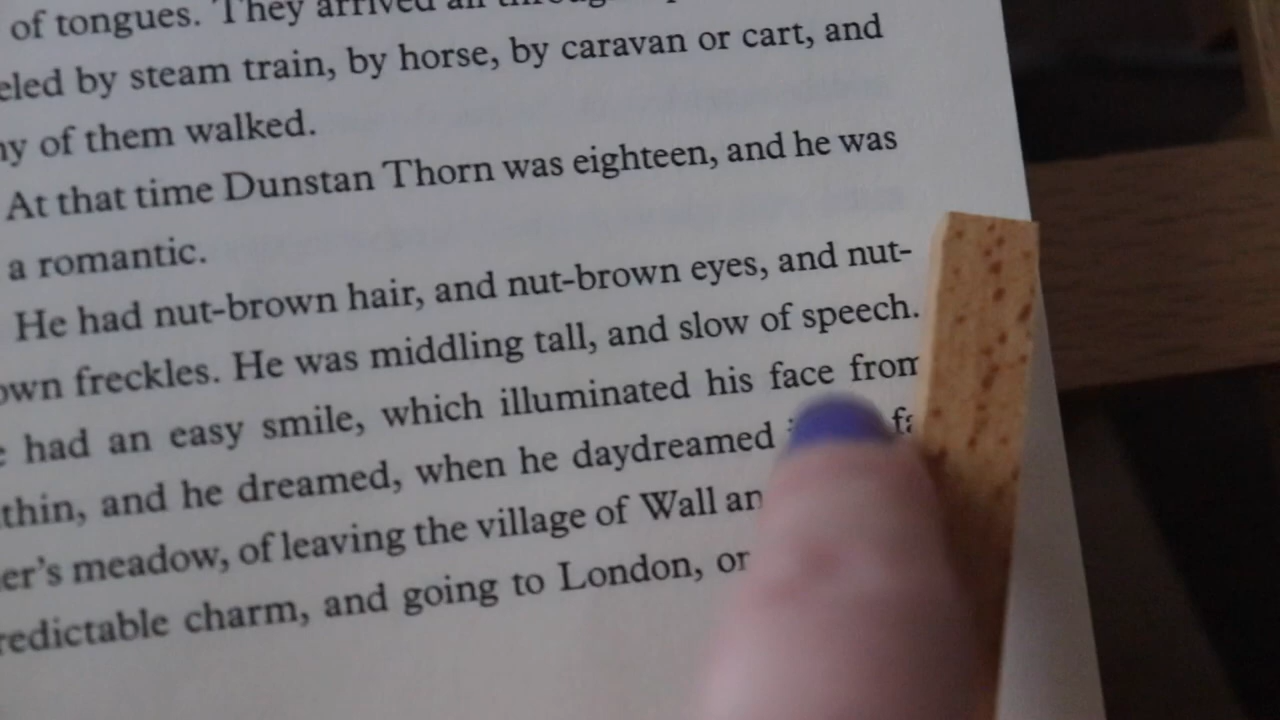 of tongues. They arrived all
eled by steam train, by horse, by caravan or cart, and
of them walked.
At that time Dunstan Thorn was eighteen, and he was
a romantic.
He had nut-brown hair, and nut-brown eyes, and nut-
own freckles. He was middling tall, and slow of speech.
had an easy smile, which illuminated his face from
thin, and he dreamed, when he daydreamed
er's meadow, of leaving the village of Wall an
redictable charm, and going to London, or